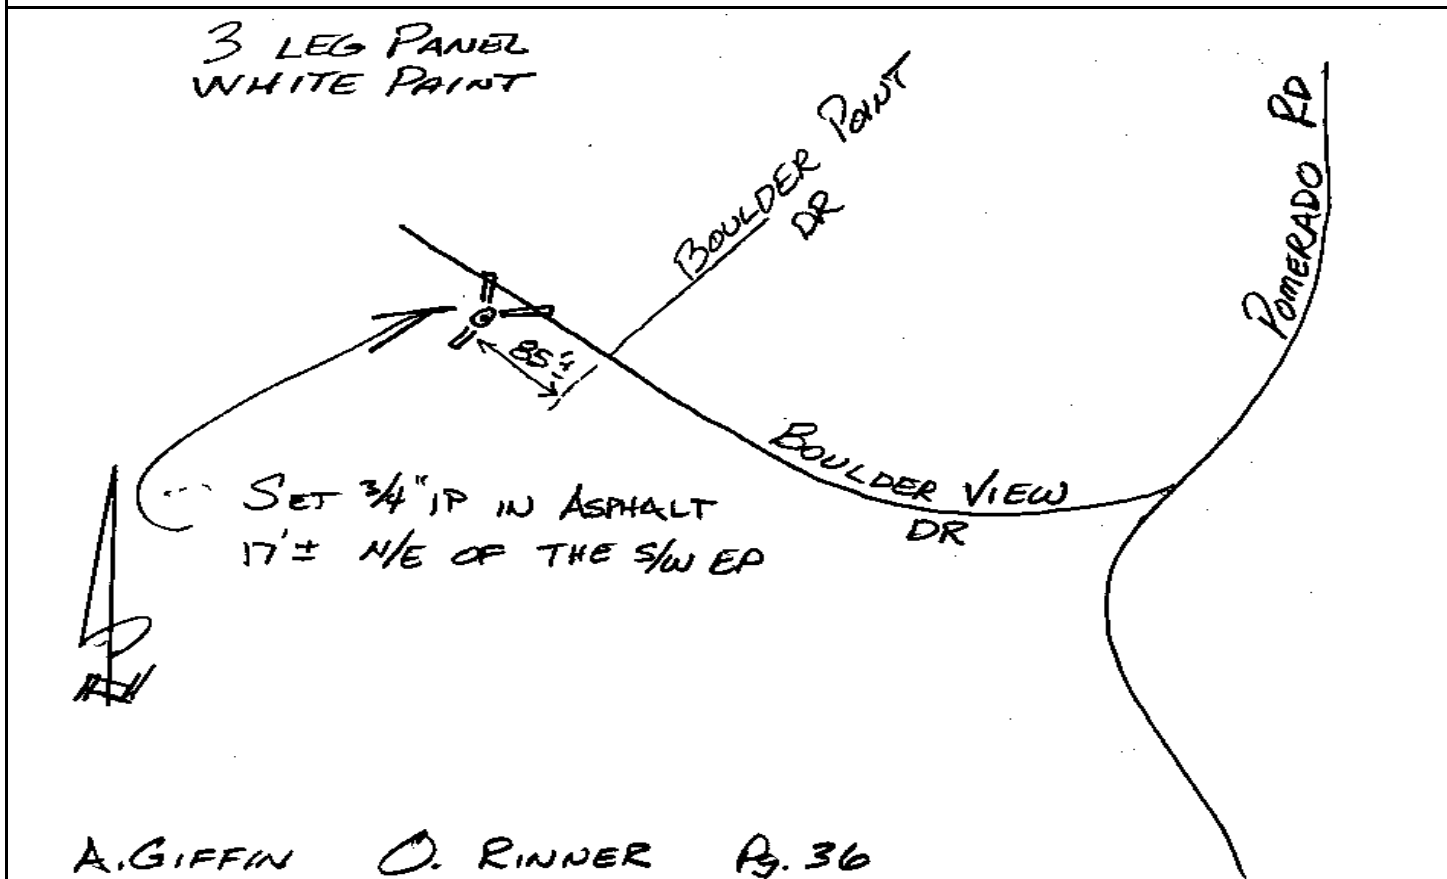 3 LEG PANEL
WHITE PAINT
BOULDER POINT
DR
POMERADO RD
85'±
BOULDER VIEW
DR
SET 3/4" IP IN ASPHALT
17'± N/E OF THE S/W EP
N
A. GIFFIN O. RINNER Pg. 36